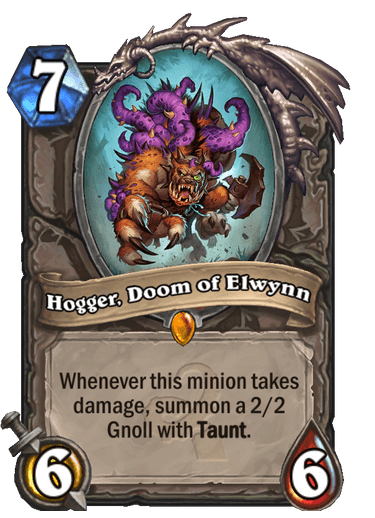 7
Hogger, Doom of Elwynn
Whenever this minion takes
damage, summon a 2/2
Gnoll with Taunt.
6 6